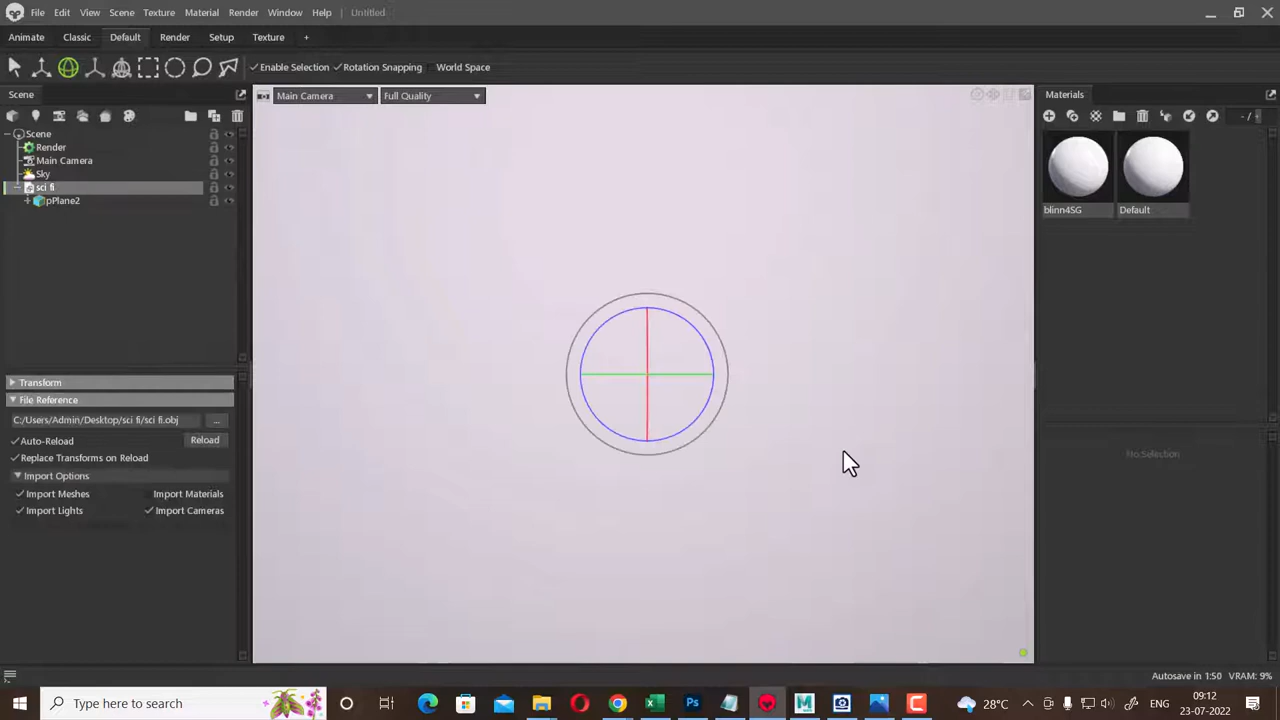 File Edit View Scene Texture Material Render Window Help Untitled
Animate Classic Default Render Setup Texture +
Enable Selection Rotation Snapping World Space
Scene
Main Camera Full Quality
Materials
- /
Scene
Render
Main Camera
Sky
sci fi
pPlane2
blinn4SG Default
Transform
File Reference
C:/Users/Admin/Desktop/sci fi/sci fi.obj ...
Auto-Reload Reload
Replace Transforms on Reload
Import Options
Import Meshes Import Materials
Import Lights Import Cameras
No Selection
Autosave in 1:50 VRAM: 9%
Type here to search
28°C ENG 09:12
23-07-2022